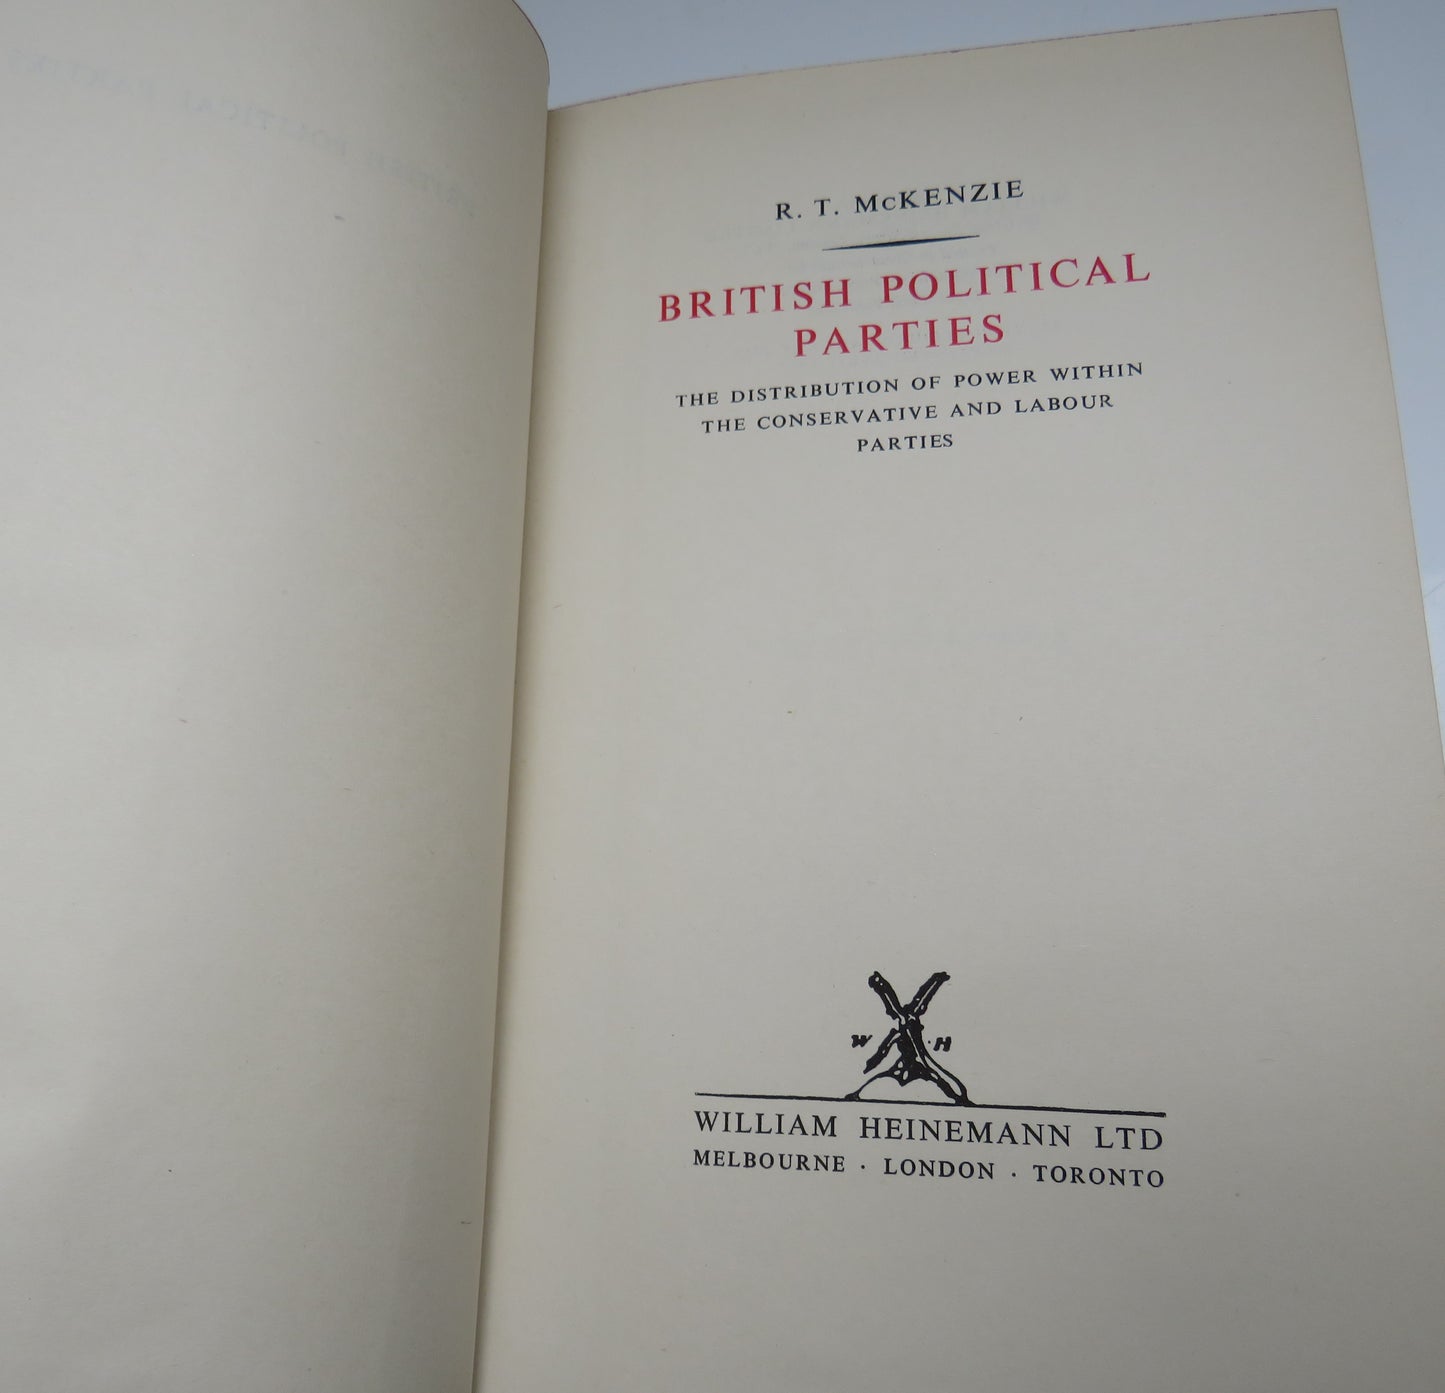 R. T. McKENZIE
BRITISH POLITICAL
PARTIES
THE DISTRIBUTION OF POWER WITHIN
THE CONSERVATIVE AND LABOUR
PARTIES
W H
WILLIAM HEINEMANN LTD
MELBOURNE · LONDON · TORONTO